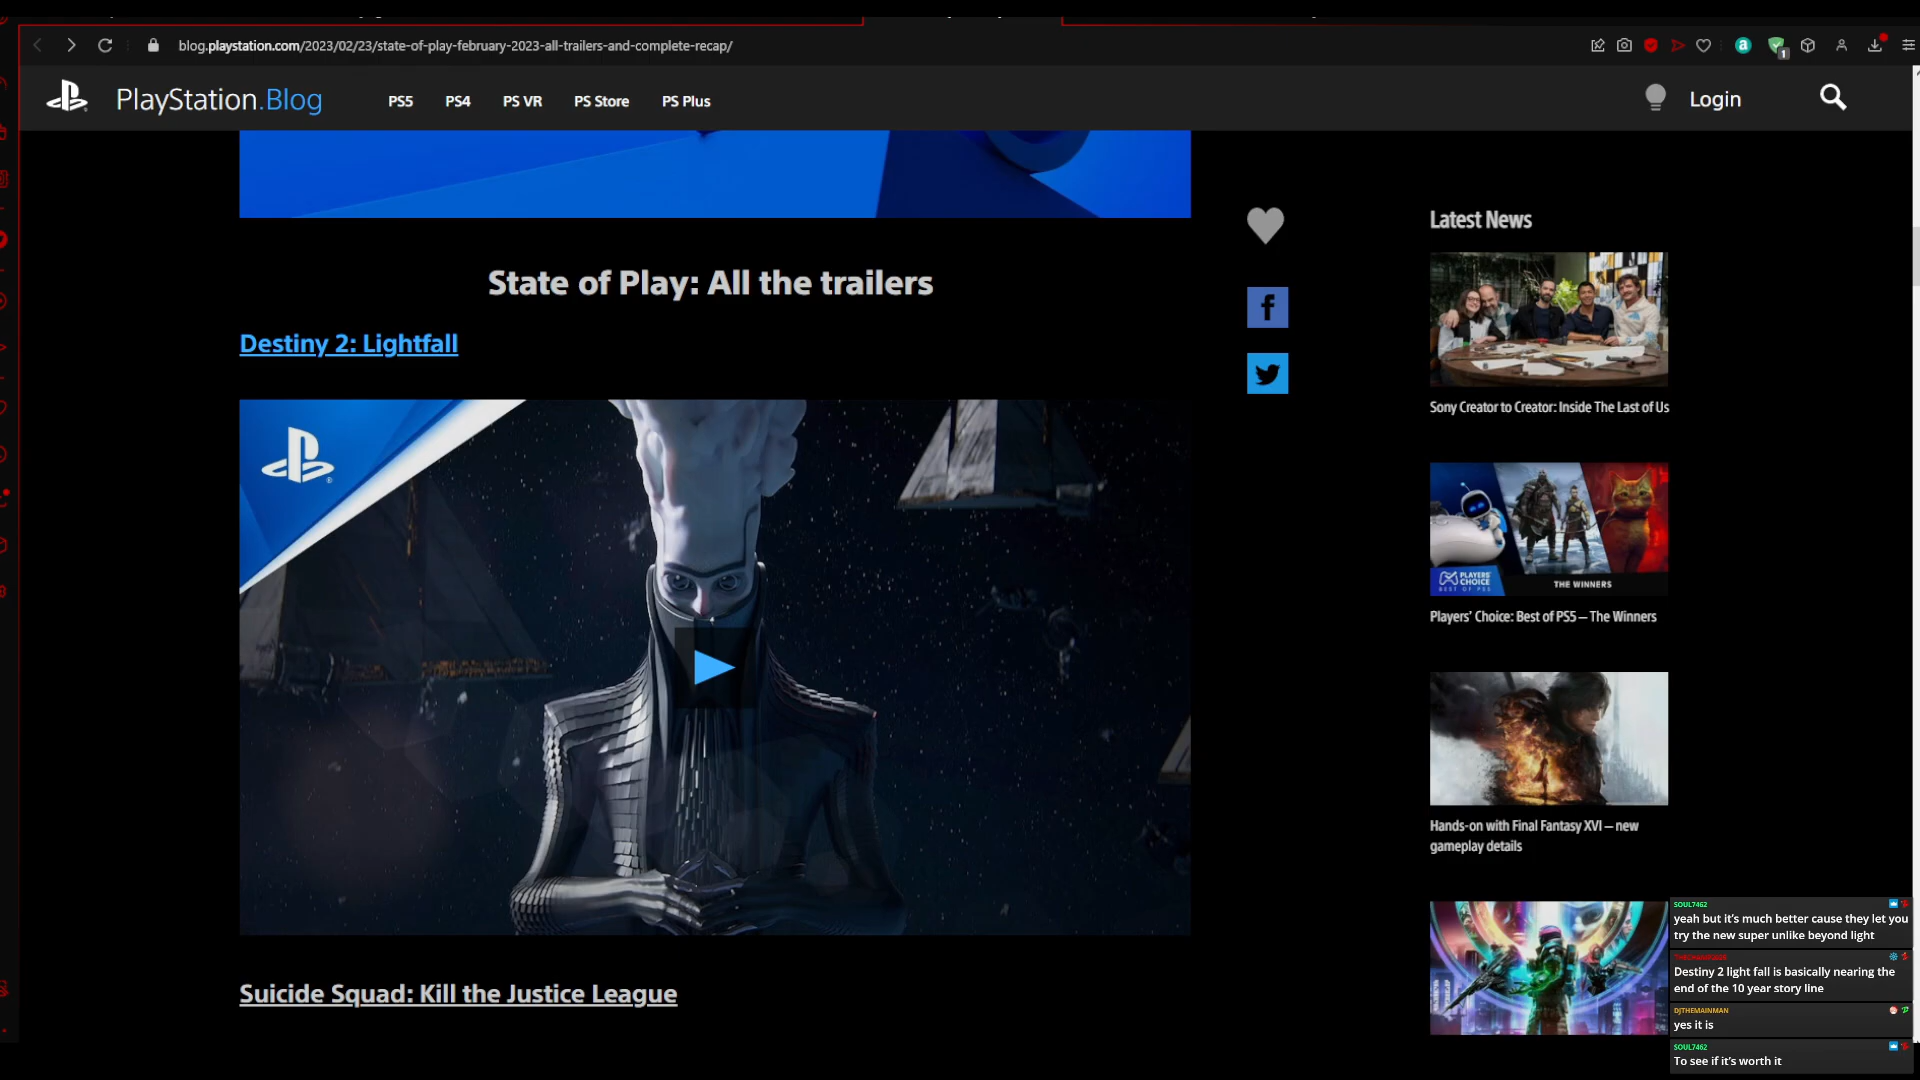 blog.playstation.com/2023/02/23/state-of-play-february-2023-all-trailers-and-complete-recap/
a
1
PlayStation.Blog
PS5
PS4
PS VR
PS Store
PS Plus
Login
State of Play: All the trailers
Destiny 2: Lightfall
Suicide Squad: Kill the Justice League
f
Latest News
Sony Creator to Creator: Inside The Last of Us
PLAYERS'
CHOICE
BEST OF PS5
THE WINNERS
Players' Choice: Best of PS5 – The Winners
Hands-on with Final Fantasy XVI – new
gameplay details
SOUL7462
yeah but it's much better cause they let you
try the new super unlike beyond light
Destiny 2 light fall is basically nearing the
end of the 10 year story line
DJTHEMAINMAN
yes it is
SOUL7462
To see if it's worth it